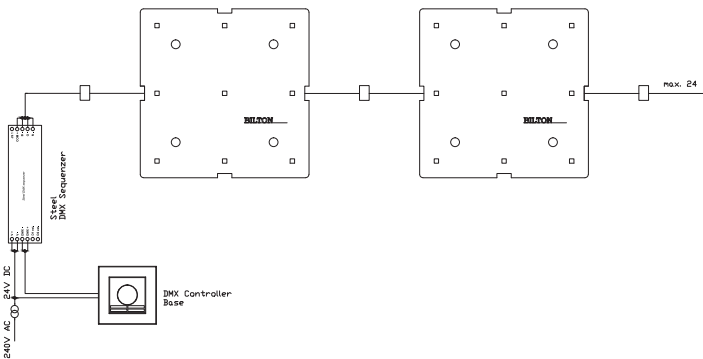 max. 24
BILTON
BILTON
Steel
DMX Sequenzer
DMX Controller
Base
24V DC
240V AC